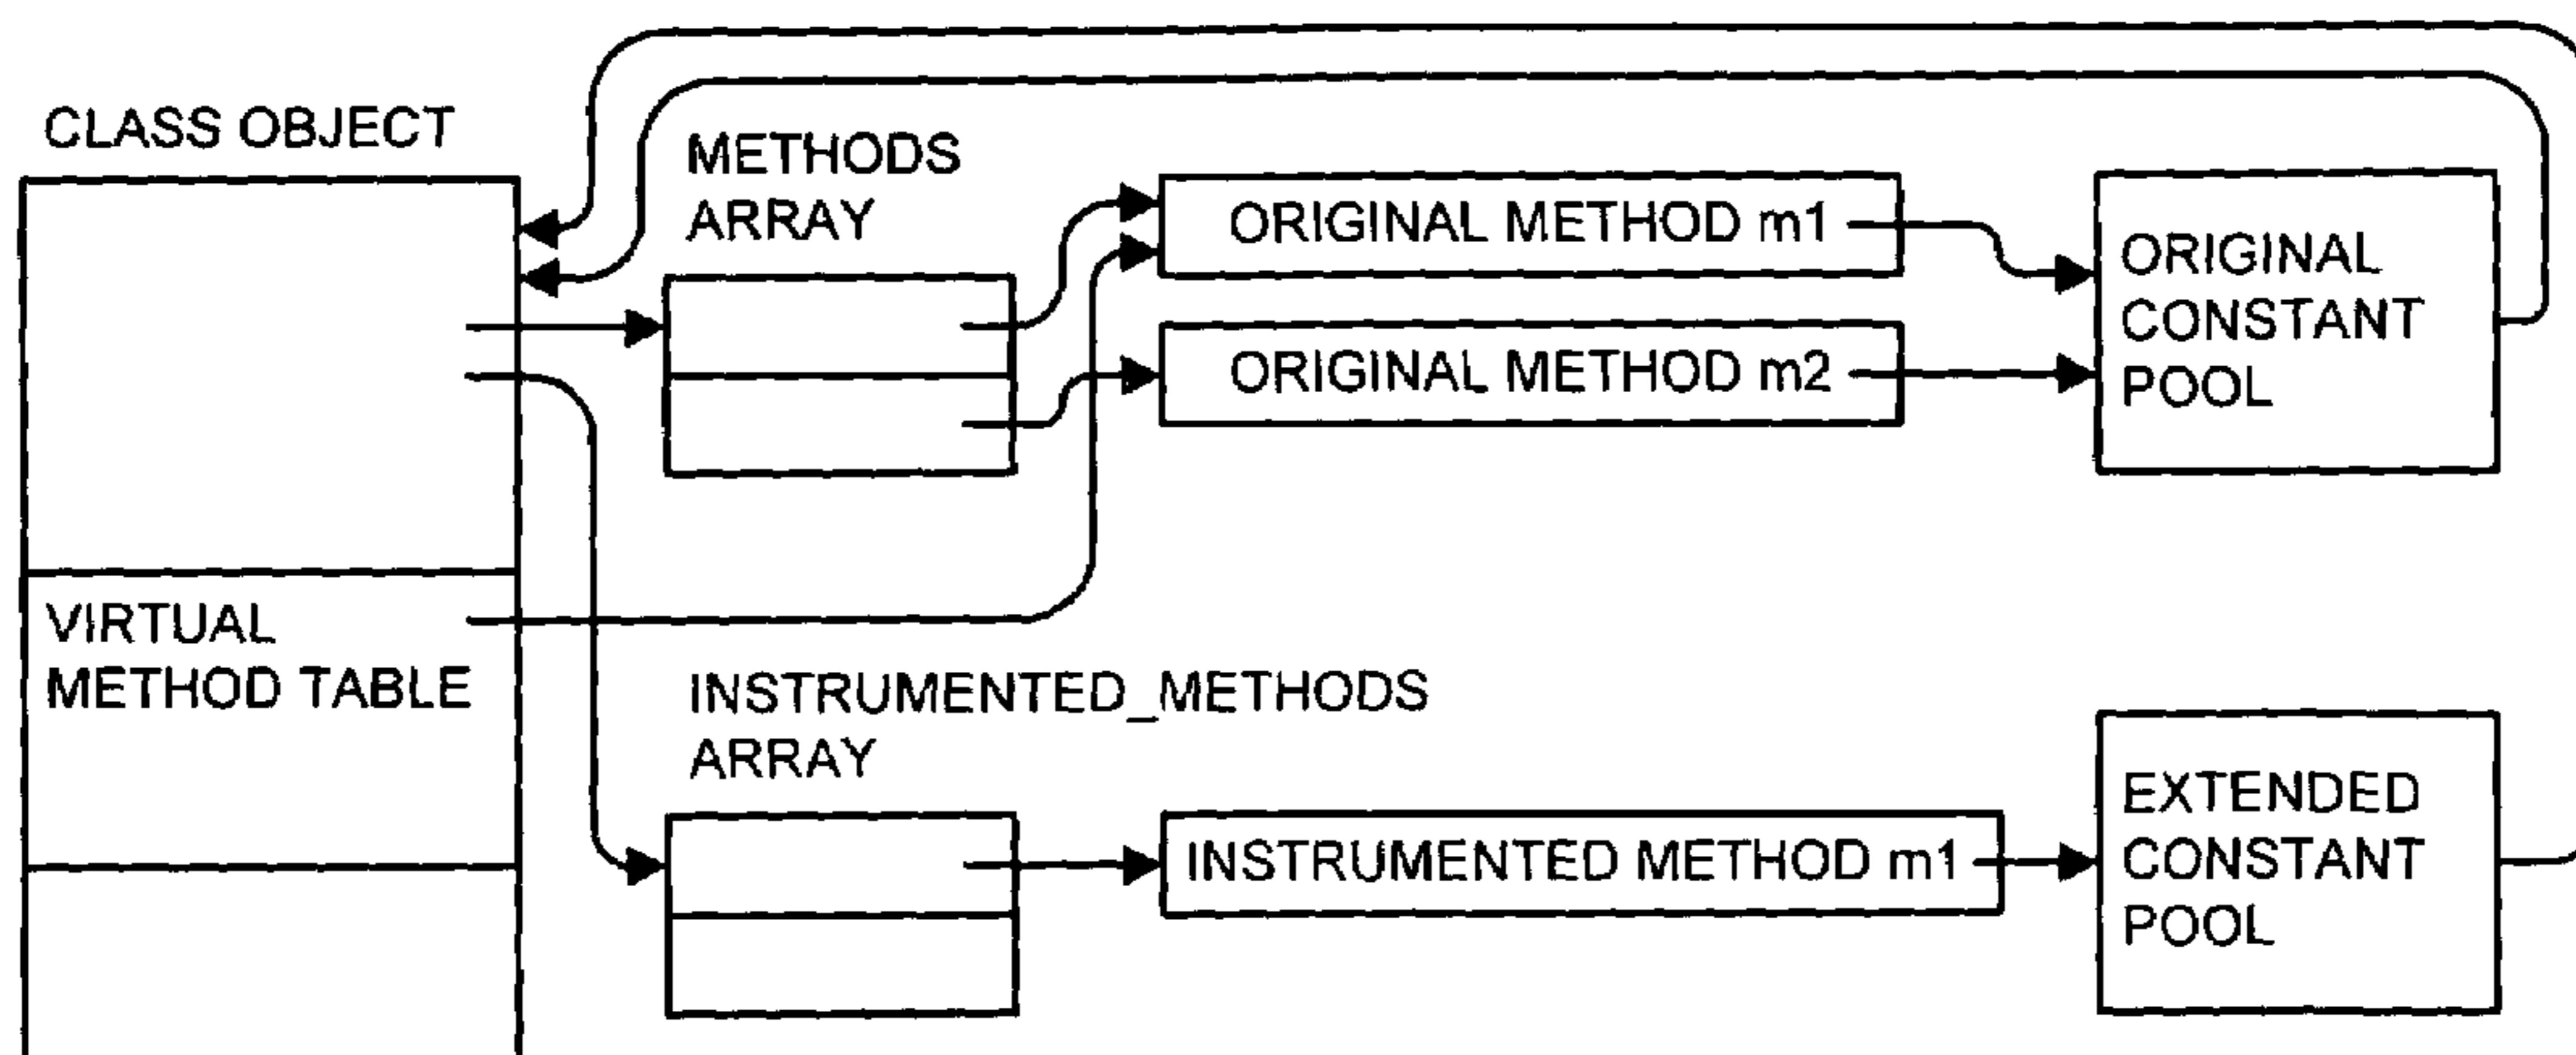 CLASS OBJECT
METHODS
ARRAY
ORIGINAL METHOD m1
ORIGINAL METHOD m2
ORIGINAL
CONSTANT
POOL
VIRTUAL
METHOD TABLE
INSTRUMENTED_METHODS
ARRAY
INSTRUMENTED METHOD m1
EXTENDED
CONSTANT
POOL